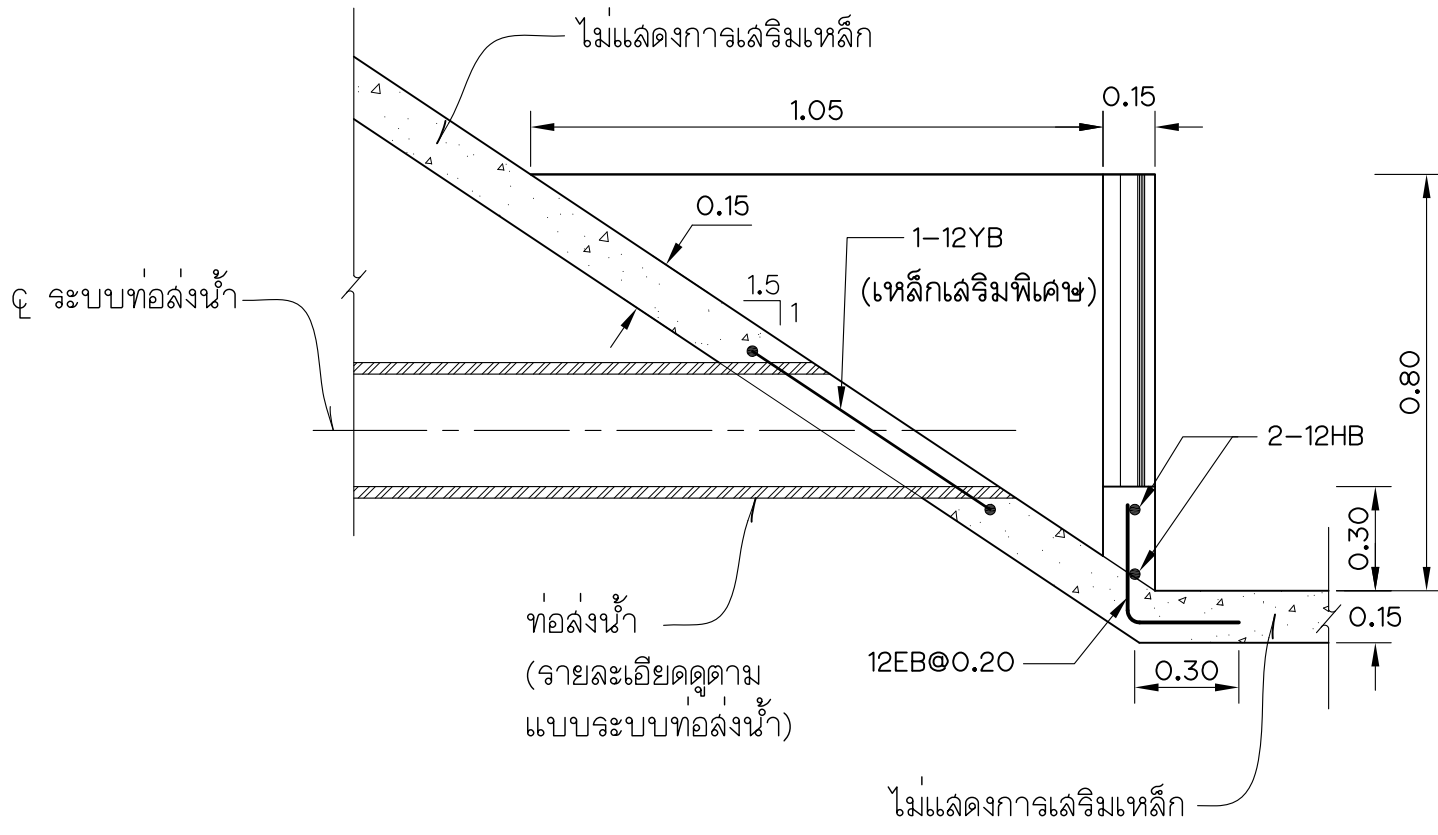 ไม่แสดงการเสริมเหล็ก
0.15
1.05
0.15
1-12YB
(เหล็กเสริมพิเศษ)
1.5
1
℄ ระบบท่อส่งน้ำ
0.80
2-12HB
0.30
ท่อส่งน้ำ
0.15
12EB@0.20
0.30
(รายละเอียดดูตาม
แบบระบบท่อส่งน้ำ)
ไม่แสดงการเสริมเหล็ก